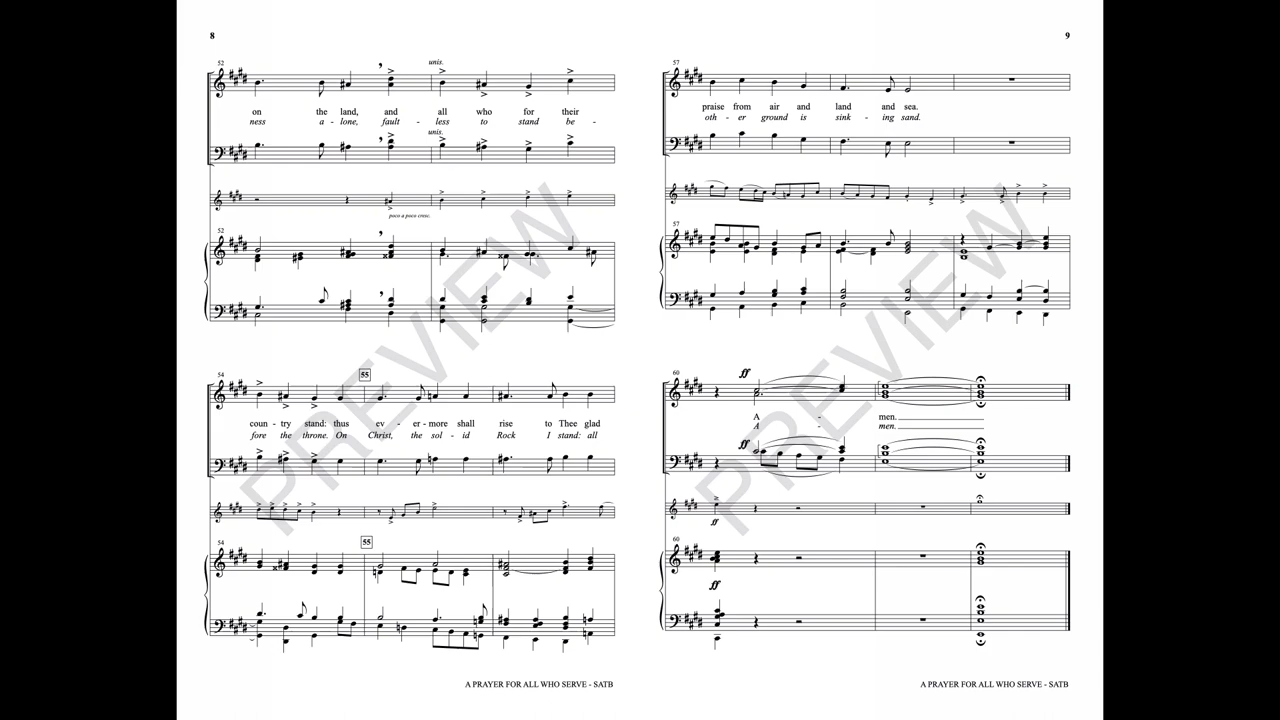 8
52
unis.
on the land, and all who for their
ness a - lone, fault - less to stand be -
unis.
poco a poco cresc.
52
54
55
coun - try stand: thus ev - er - more shall rise to Thee glad
fore the throne. On Christ, the sol - id Rock I stand: all
54
55
A PRAYER FOR ALL WHO SERVE - SATB
9
57
praise from air and land and sea.
oth - er ground is sink - ing sand.
57
60
ff
A - men.
A - men.
ff
ff
60
ff
A PRAYER FOR ALL WHO SERVE - SATB
PREVIEW
PREVIEW